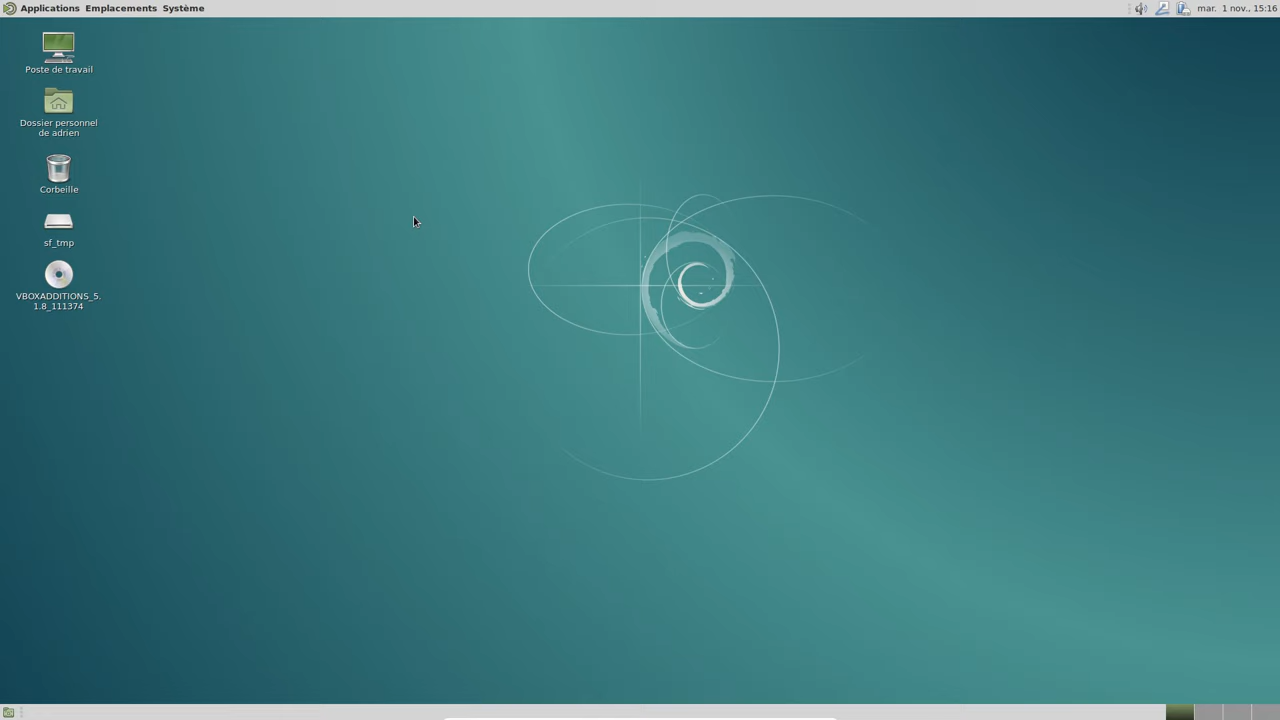 Applications Emplacements Système
mar. 1 nov., 15:16
Poste de travail
Dossier personnel
de adrien
Corbeille
sf_tmp
VBOXADDITIONS_5.
1.8_111374